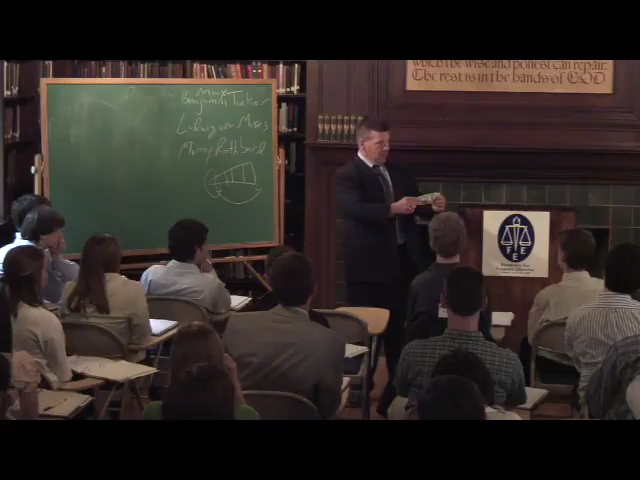 which the wise and honest can repair.
The rest is in the hands of GOD
Benjamin Tucker
Ludwig von Mises
Murray Rothbard
F E E